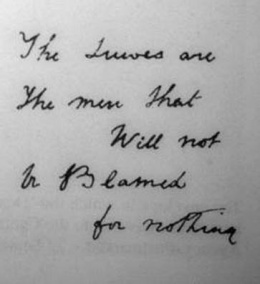 The Juwes are
The men that
Will not
be Blamed
for nothing